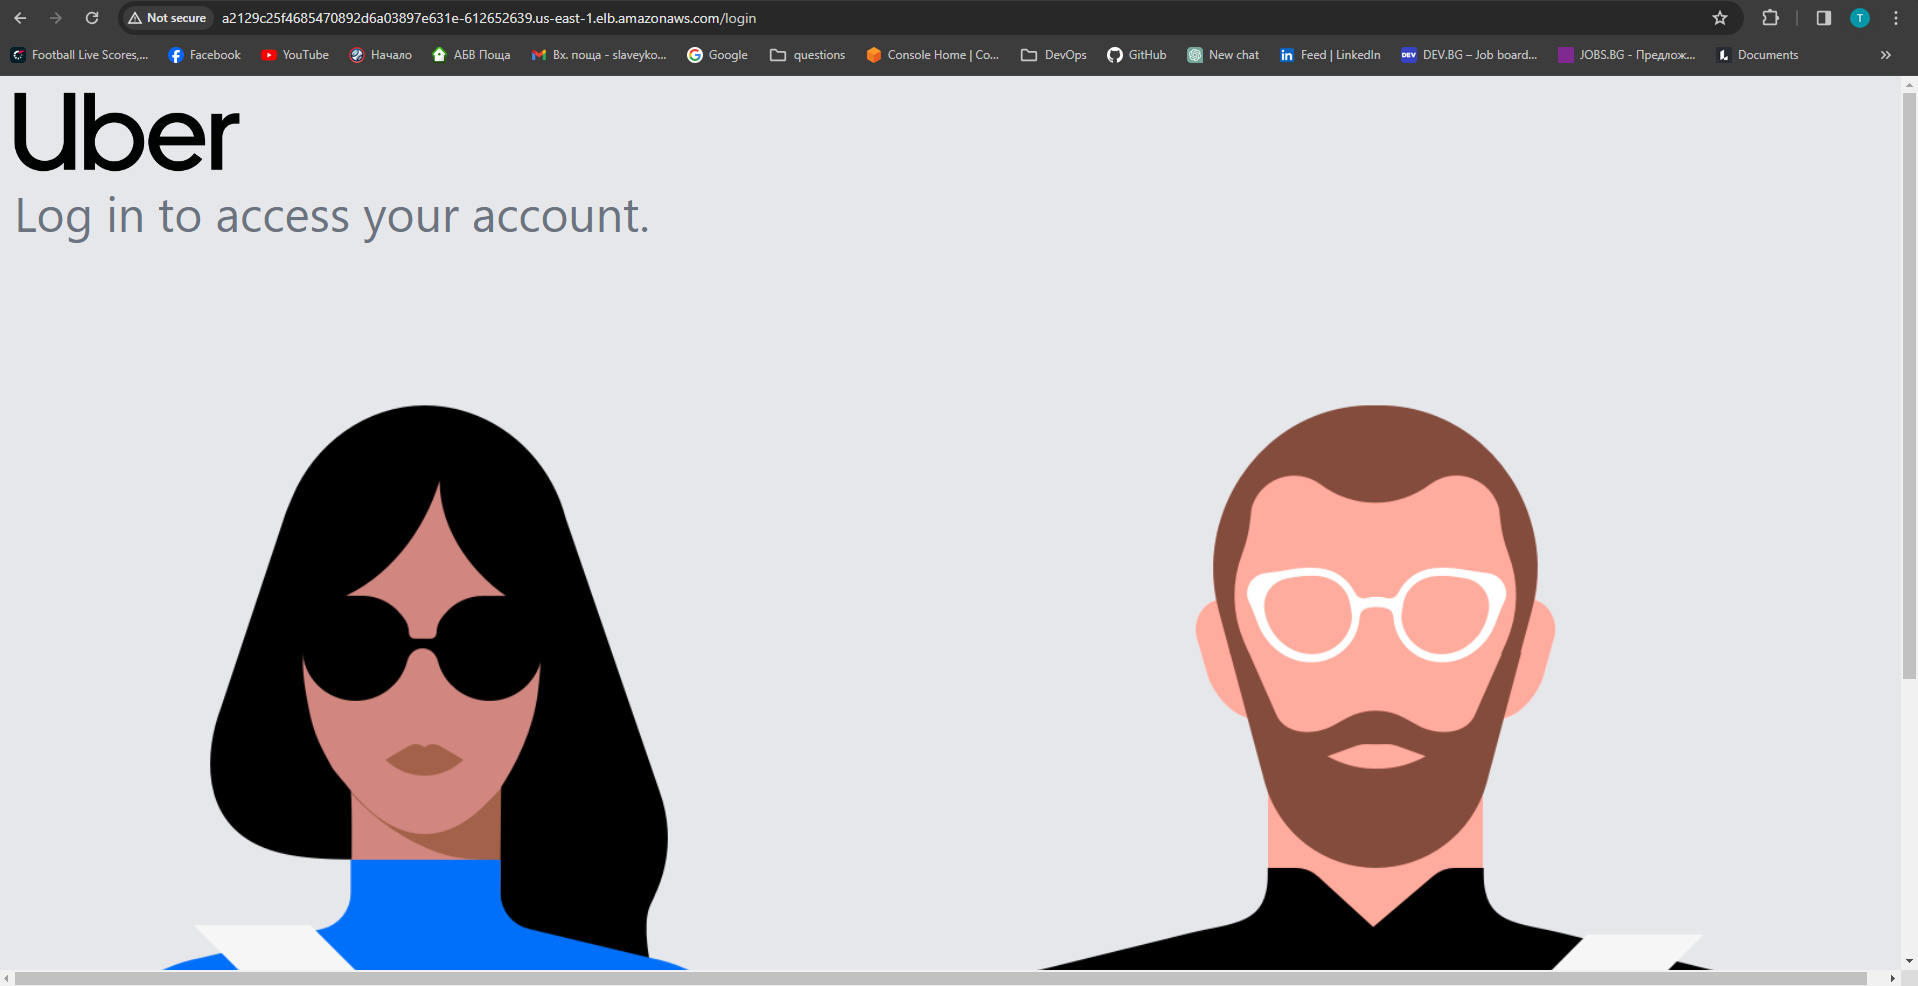 Not secure a2129c25f4685470892d6a03897e631e-612652639.us-east-1.elb.amazonaws.com/login T
Football Live Scores,... Facebook YouTube Начало АБВ Поща Вх. поща - slaveyko... Google questions Console Home | Co... DevOps GitHub New chat Feed | LinkedIn DEV DEV.BG – Job board... JOBS.BG - Предлож... Documents
Uber
Log in to access your account.